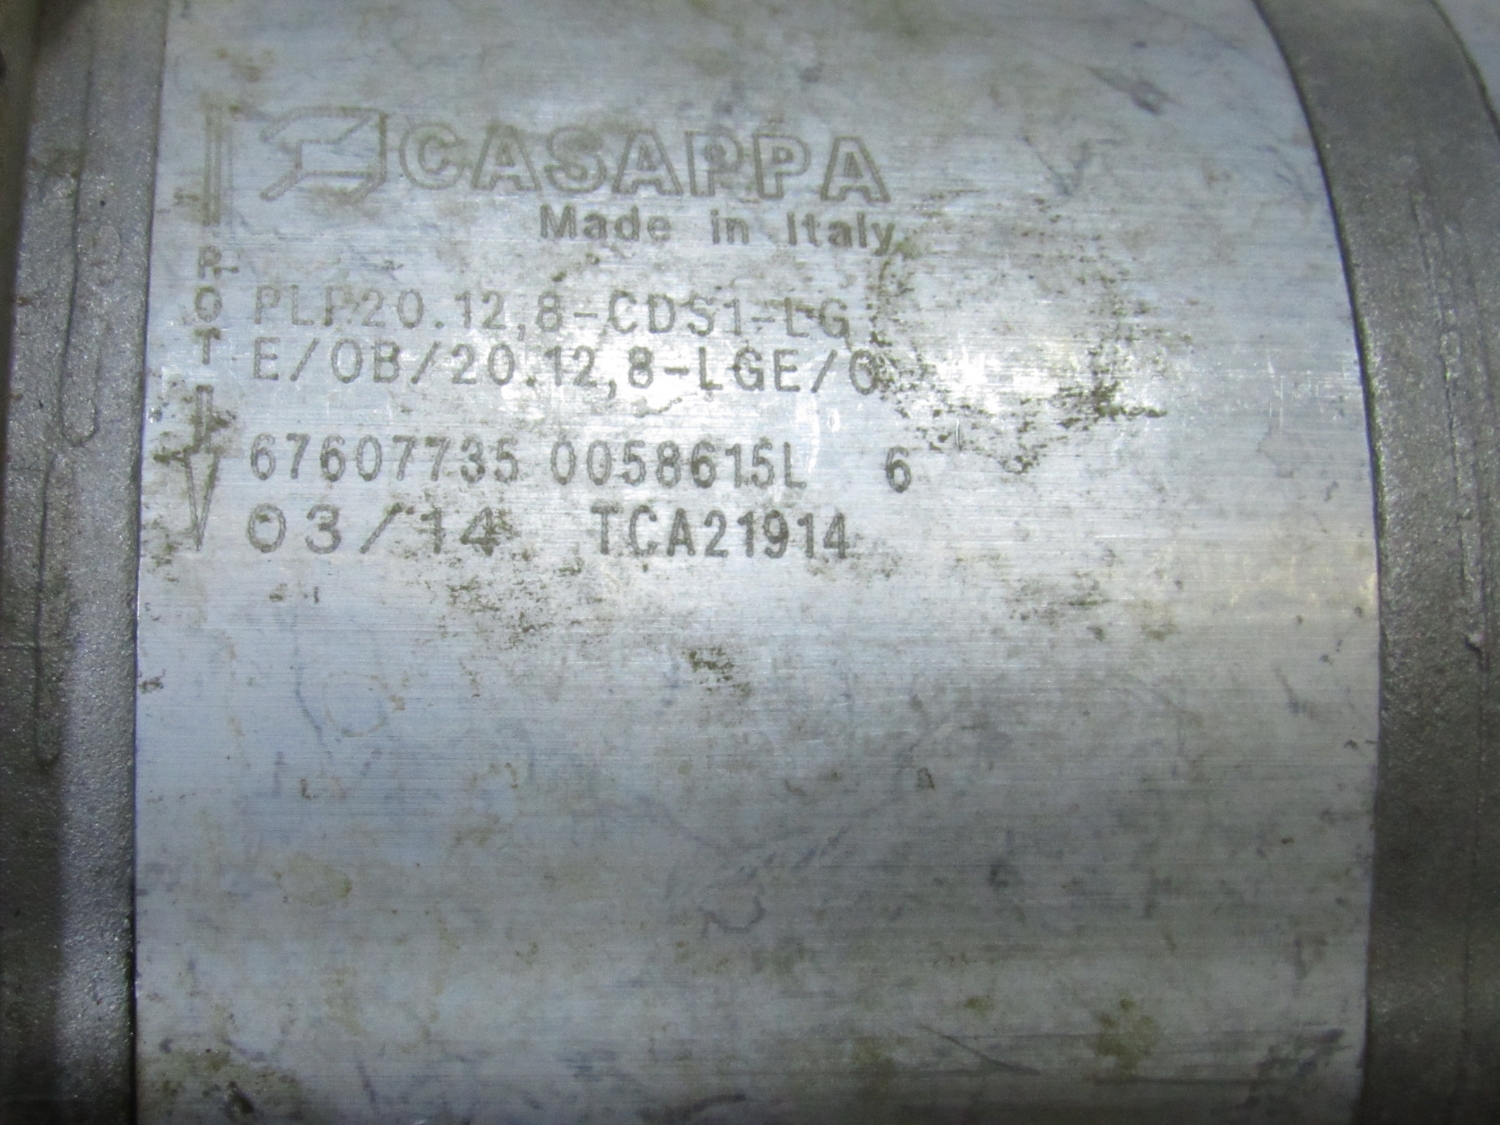 CASAPPA
Made in Italy
ROT
PLP20.12,8-CDS1-LG
E/OB/20.12,8-LGE/
67607735 0058615L 6
03/14 TCA21914